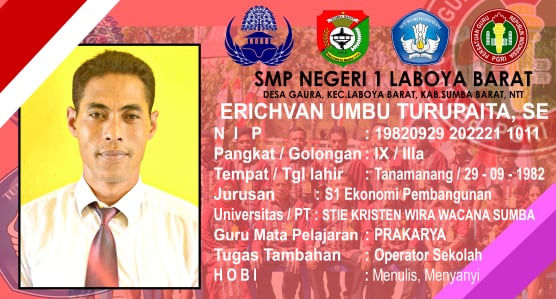 SMP NEGERI 1 LABOYA BARAT
DESA GAURA, KEC.LABOYA BARAT, KAB.SUMBA BARAT, NTT
ERICHVAN UMBU TURUPAITA, SE
N I P : 19820929 202221 1011
Pangkat / Golongan : IX / IIIa
Tempat / Tgl lahir : Tanamanang / 29 - 09 - 1982
Jurusan : S1 Ekonomi Pembangunan
Universitas / PT : STIE KRISTEN WIRA WACANA SUMBA
Guru Mata Pelajaran : PRAKARYA
Tugas Tambahan : Operator Sekolah
H O B I : Menulis, Menyanyi